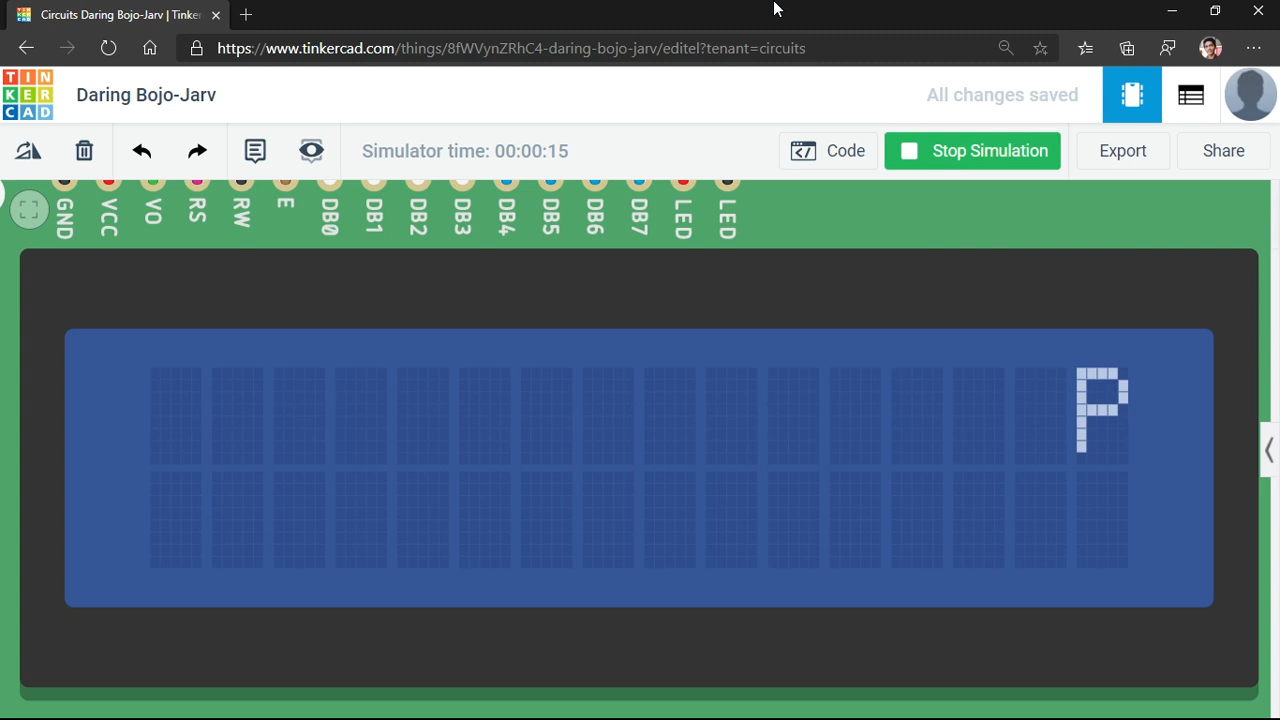 Circuits Daring Bojo-Jarv | Tinker
https://www.tinkercad.com/things/8fWVynZRhC4-daring-bojo-jarv/editel?tenant=circuits
TIN
KER
CAD
Daring Bojo-Jarv
All changes saved
Simulator time: 00:00:15
Code
Stop Simulation
Export
Share
GND
VCC
VO
RS
RW
E
DB0
DB1
DB2
DB3
DB4
DB5
DB6
DB7
LED
LED
P